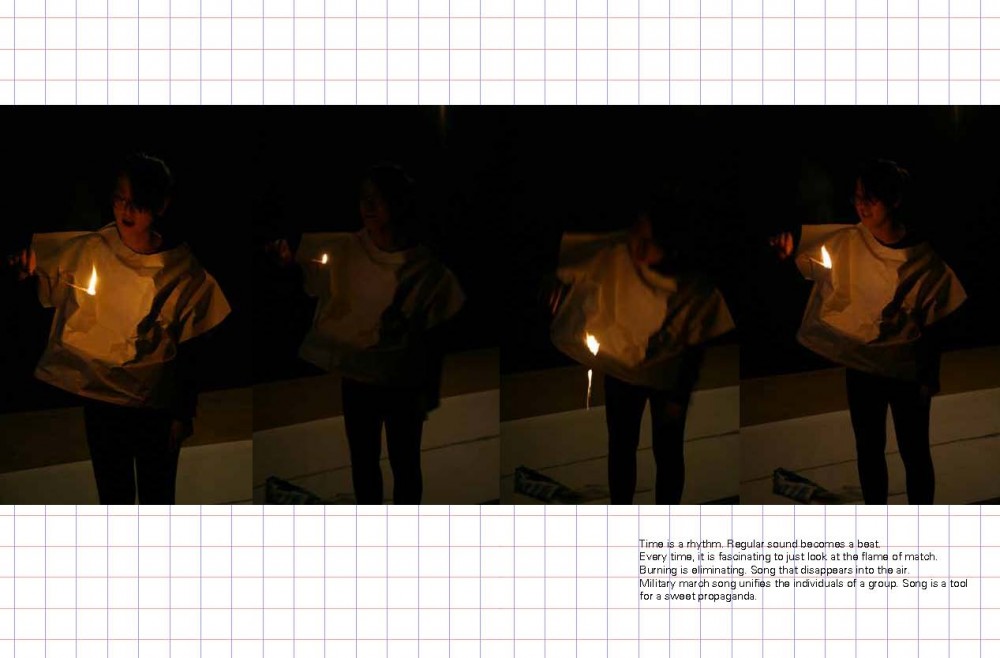 Time is a rhythm. Regular sound becomes a beat.
Every time, it is fascinating to just look at the flame of match.
Burning is eliminating. Song that disappears into the air.
Military march song unifies the individuals of a group. Song is a tool
for a sweet propaganda.